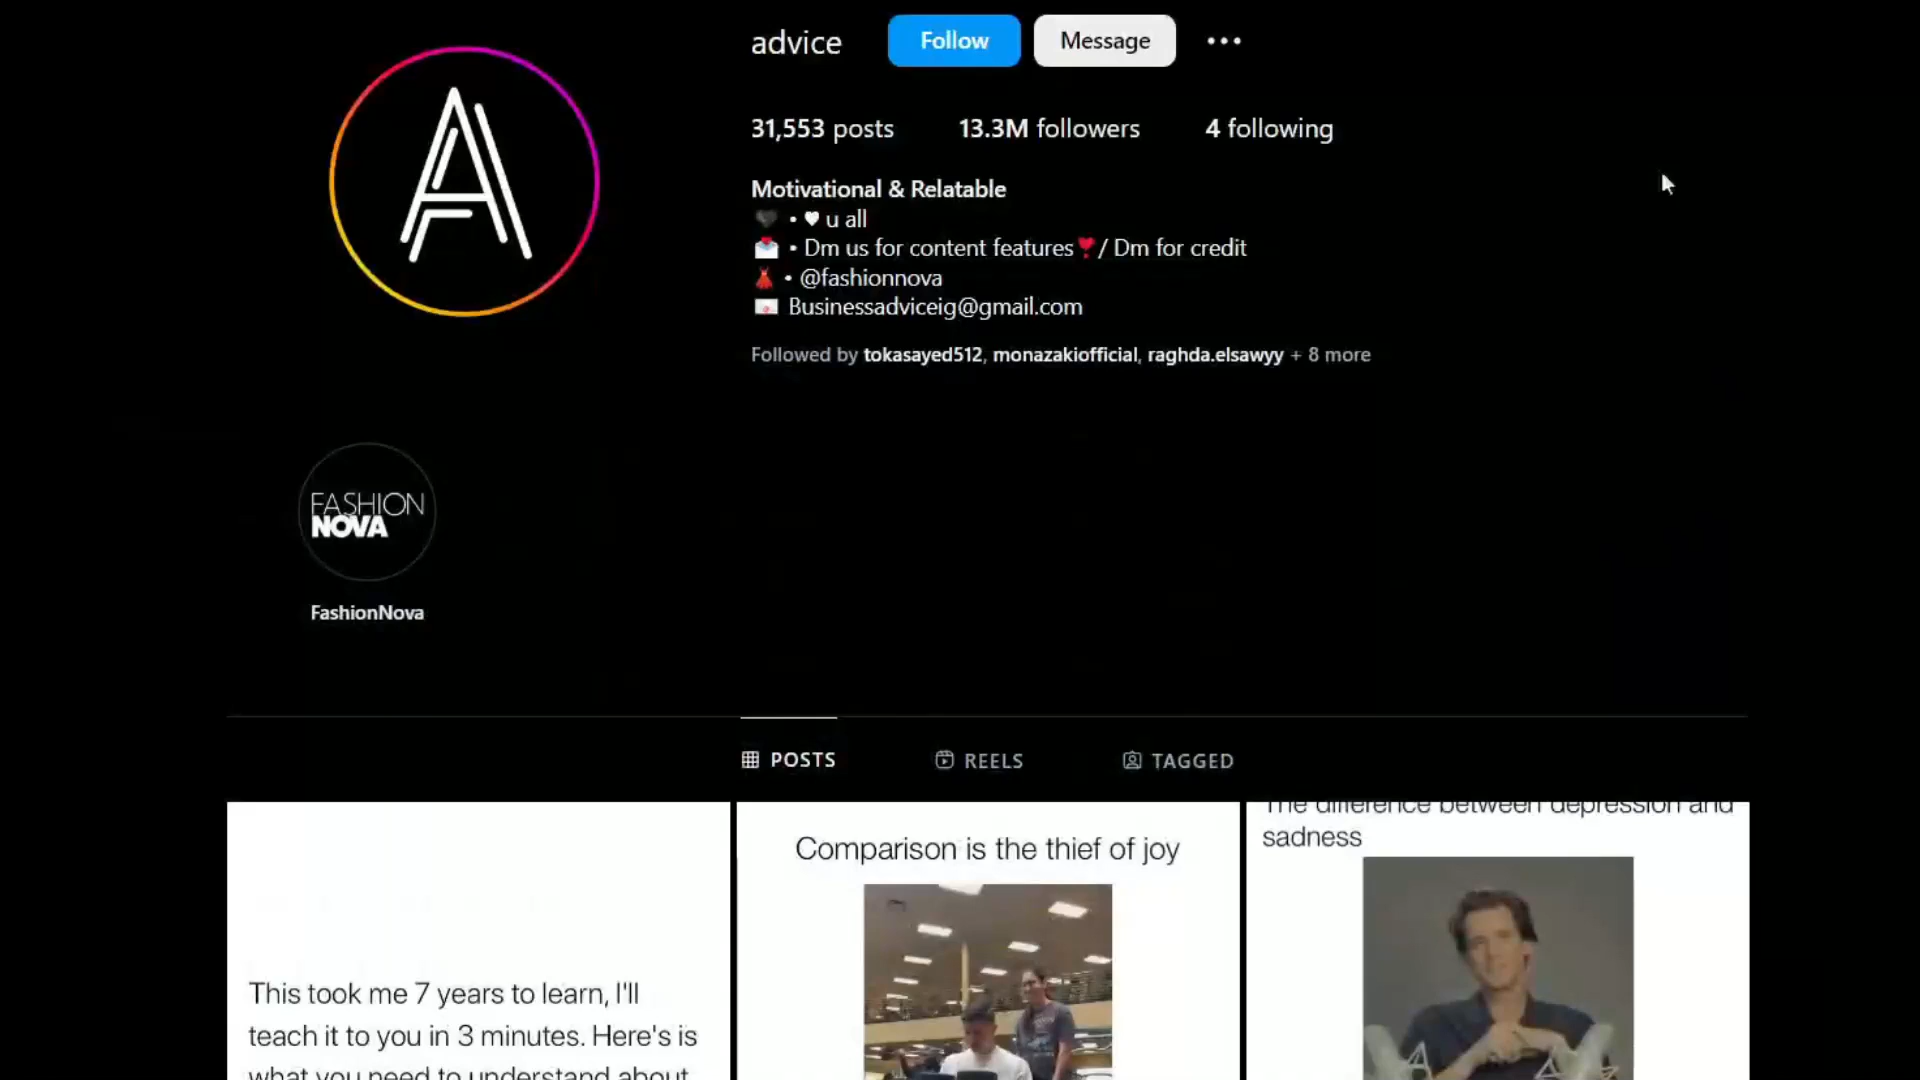 advice Follow Message
31,553 posts 13.3M followers 4 following
Motivational & Relatable
🖤 • ♥ u all
💌 • Dm us for content features❣️/ Dm for credit
💃 • @fashionnova
💌 Businessadviceig@gmail.com
Followed by tokasayed512, monazakiofficial, raghda.elsawyy + 8 more
FASHION
NOVA
FashionNova
POSTS REELS TAGGED
This took me 7 years to learn, I'll
teach it to you in 3 minutes. Here's is
what you need to understand about
Comparison is the thief of joy
The difference between depression and
sadness